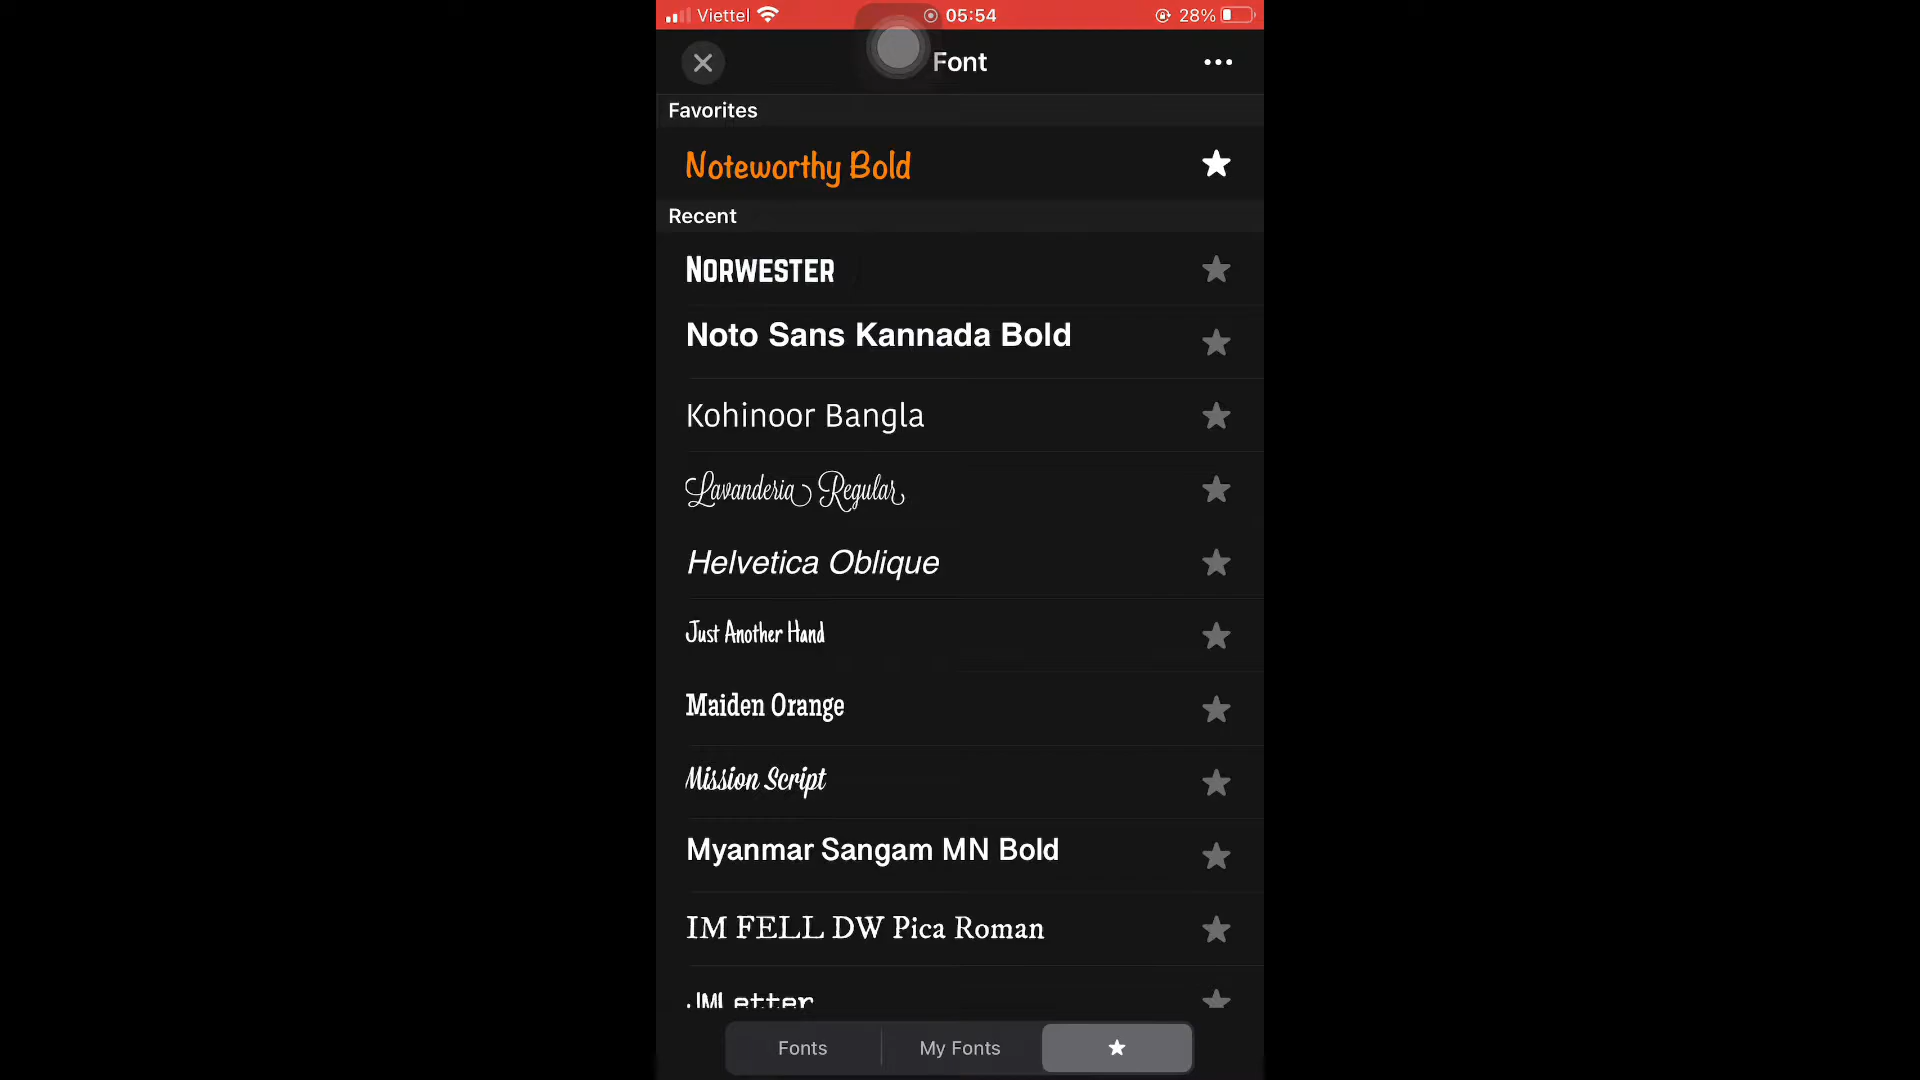 Viettel 05:54 28%
Font
Favorites
Noteworthy Bold
Recent
NORWESTER
Noto Sans Kannada Bold
Kohinoor Bangla
Lavanderia Regular
Helvetica Oblique
Just Another Hand
Maiden Orange
Mission Script
Myanmar Sangam MN Bold
IM FELL DW Pica Roman
JMLetter
Fonts My Fonts